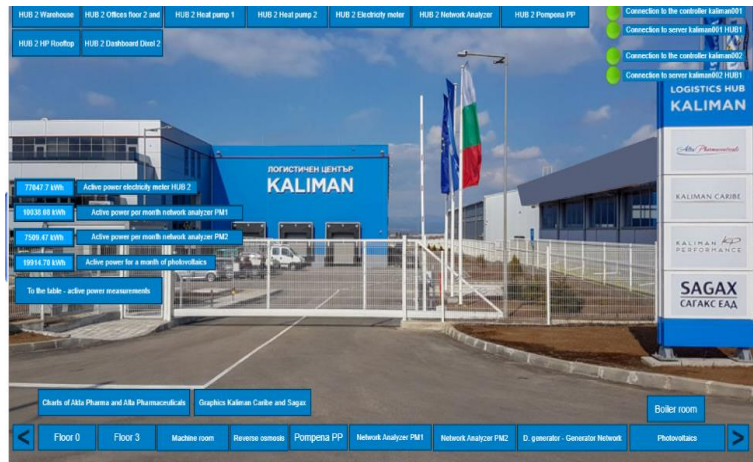 HUB 2 Warehouse
HUB 2 Offices floor 2 and
HUB 2 Heat pump 1
HUB 2 Heat pump 2
HUB 2 Electricity meter
HUB 2 Network Analyzer
HUB 2 Pompena PP
Connection to the controller kaliman001
Connection to server kaliman001 HUB1
HUB 2 HP Rooftop
HUB 2 Dashboard Dixel 2
Connection to the controller kaliman002
Connection to server kaliman002 HUB1
LOGISTICS HUB
KALIMAN
ЛОГИСТИЧЕН ЦЕНТЪР
KALIMAN
Alta Pharmaceuticals
KALIMAN CARIBE
KALIMAN KP
PERFORMANCE
SAGAX
САГАКС ЕАД
77047.7 kWh
Active power electricity meter HUB 2
Active power per month network analyzer PM1
7509.47 kWh
Active power per month network analyzer PM2
19914.78 kWh
Active power for a month of photovoltaics
To the table - active power measurements
Charts of Akta Pharma and Alta Pharmaceuticals
Graphics Kaliman Caribe and Sagax
Boiler room
<
Floor 0
Floor 3
Machine room
Reverse osmosis
Pompena PP
Network Analyzer PM1
Network Analyzer PM2
D. generator - Generator Network
Photovoltaics
>